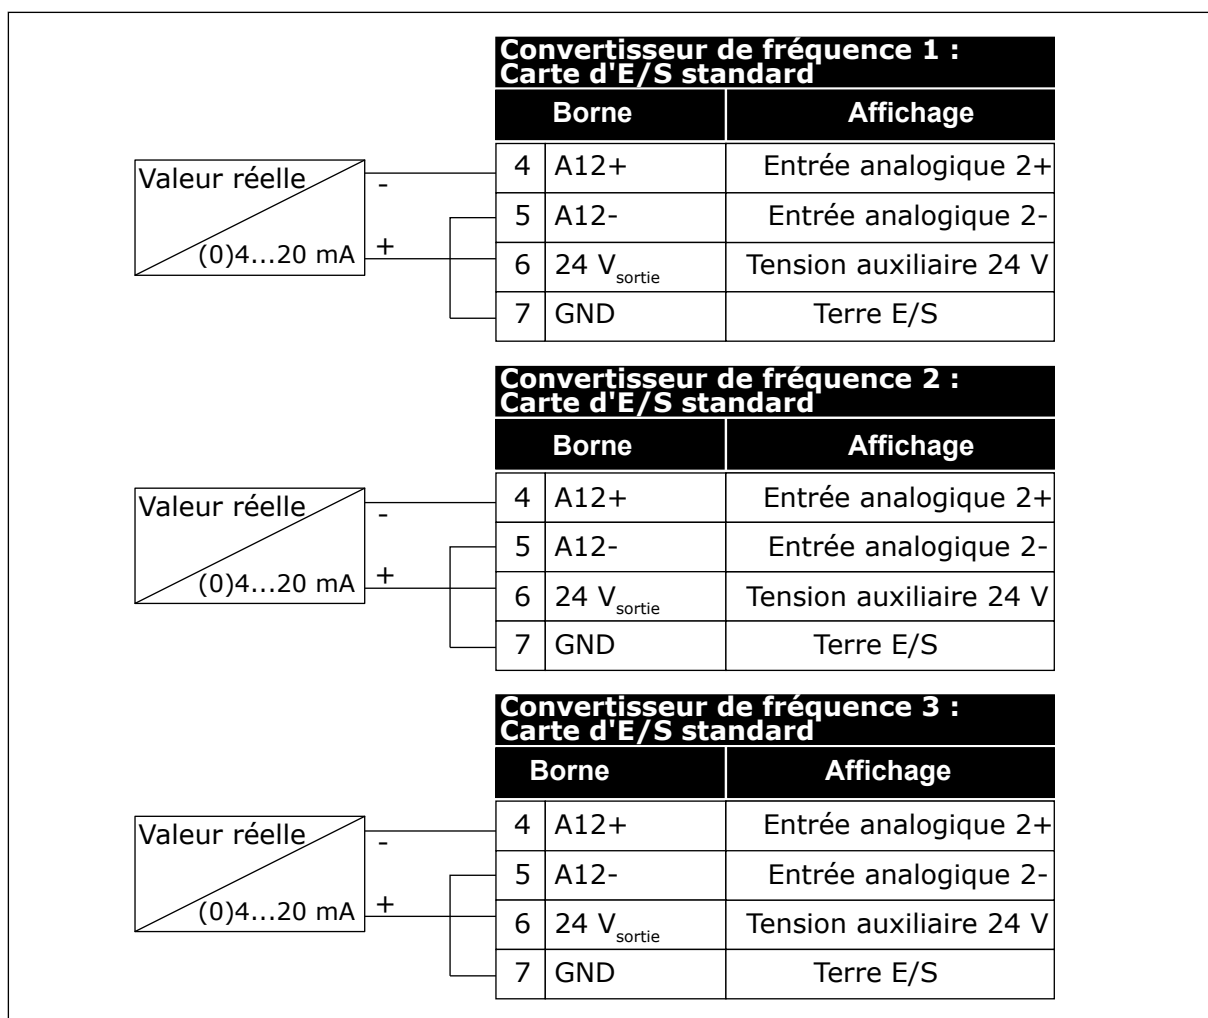 Convertisseur de fréquence 1 :
Carte d'E/S standard
Borne Affichage
Valeur réelle - 4 A12+ Entrée analogique 2+
5 A12- Entrée analogique 2-
(0)4...20 mA + 6 24 Vsortie Tension auxiliaire 24 V
7 GND Terre E/S
Convertisseur de fréquence 2 :
Carte d'E/S standard
Borne Affichage
Valeur réelle - 4 A12+ Entrée analogique 2+
5 A12- Entrée analogique 2-
(0)4...20 mA + 6 24 Vsortie Tension auxiliaire 24 V
7 GND Terre E/S
Convertisseur de fréquence 3 :
Carte d'E/S standard
Borne Affichage
Valeur réelle - 4 A12+ Entrée analogique 2+
5 A12- Entrée analogique 2-
(0)4...20 mA + 6 24 Vsortie Tension auxiliaire 24 V
7 GND Terre E/S